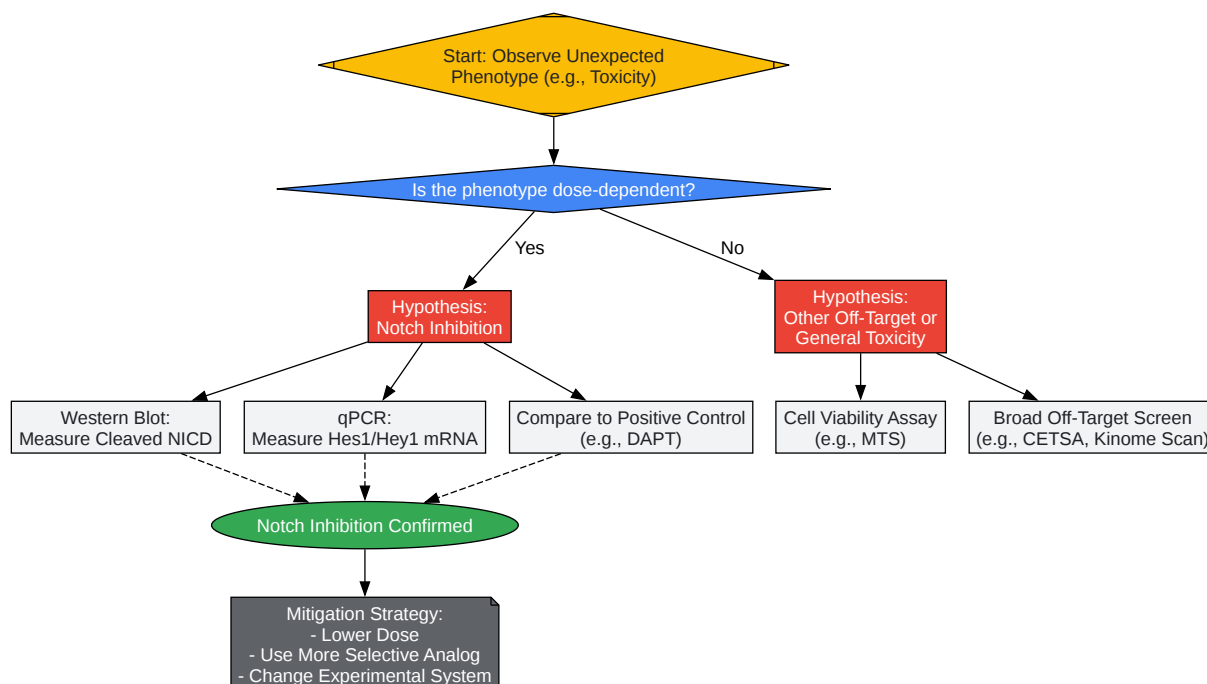 Start: Observe Unexpected
Phenotype (e.g., Toxicity)
Is the phenotype dose-dependent?
Yes
No
Hypothesis:
Notch Inhibition
Hypothesis:
Other Off-Target or
General Toxicity
Western Blot:
Measure Cleaved NICD
qPCR:
Measure Hes1/Hey1 mRNA
Compare to Positive Control
(e.g., DAPT)
Cell Viability Assay
(e.g., MTS)
Broad Off-Target Screen
(e.g., CETSA, Kinome Scan)
Notch Inhibition Confirmed
Mitigation Strategy:
- Lower Dose
- Use More Selective Analog
- Change Experimental System